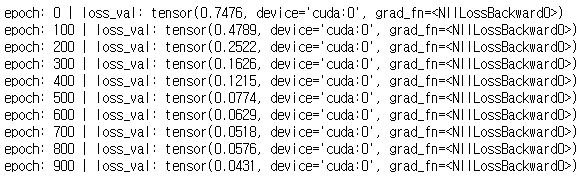 epoch: 0 | loss_val: tensor(0.7476, device='cuda:0', grad_fn=<NllLossBackward0>)
epoch: 100 | loss_val: tensor(0.4789, device='cuda:0', grad_fn=<NllLossBackward0>)
epoch: 200 | loss_val: tensor(0.2522, device='cuda:0', grad_fn=<NllLossBackward0>)
epoch: 300 | loss_val: tensor(0.1626, device='cuda:0', grad_fn=<NllLossBackward0>)
epoch: 400 | loss_val: tensor(0.1215, device='cuda:0', grad_fn=<NllLossBackward0>)
epoch: 500 | loss_val: tensor(0.0774, device='cuda:0', grad_fn=<NllLossBackward0>)
epoch: 600 | loss_val: tensor(0.0629, device='cuda:0', grad_fn=<NllLossBackward0>)
epoch: 700 | loss_val: tensor(0.0518, device='cuda:0', grad_fn=<NllLossBackward0>)
epoch: 800 | loss_val: tensor(0.0576, device='cuda:0', grad_fn=<NllLossBackward0>)
epoch: 900 | loss_val: tensor(0.0431, device='cuda:0', grad_fn=<NllLossBackward0>)